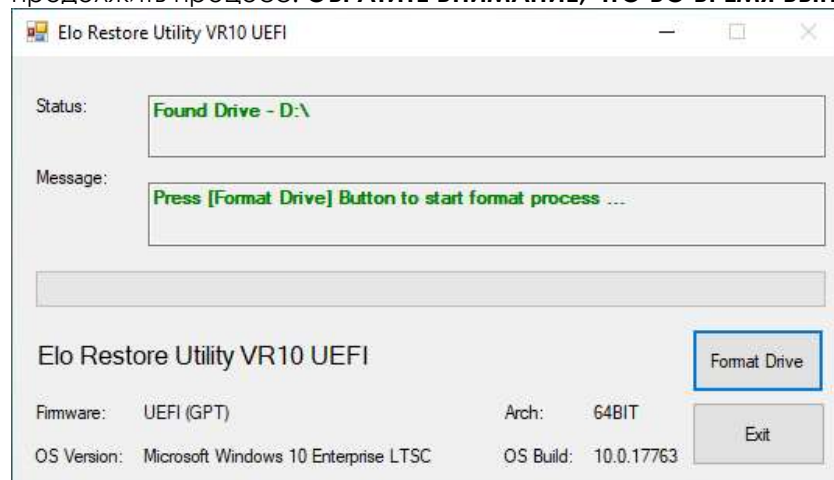 Elo Restore Utility VR10 UEFI
Status:
Found Drive - D:\
Message:
Press [Format Drive] Button to start format process ...
Elo Restore Utility VR10 UEFI
Format Drive
Firmware: UEFI (GPT) Arch: 64BIT
Exit
OS Version: Microsoft Windows 10 Enterprise LTSC OS Build: 10.0.17763